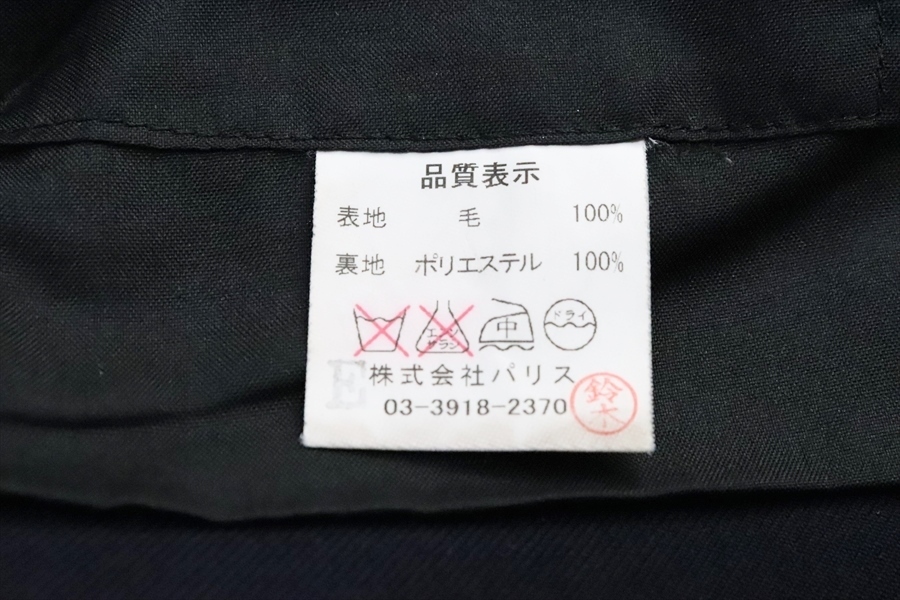 品質表示
表地 毛 100%
裏地 ポリエステル 100%
エンソ サラン 中 ドライ
E 株式会社パリス
03-3918-2370
鈴木